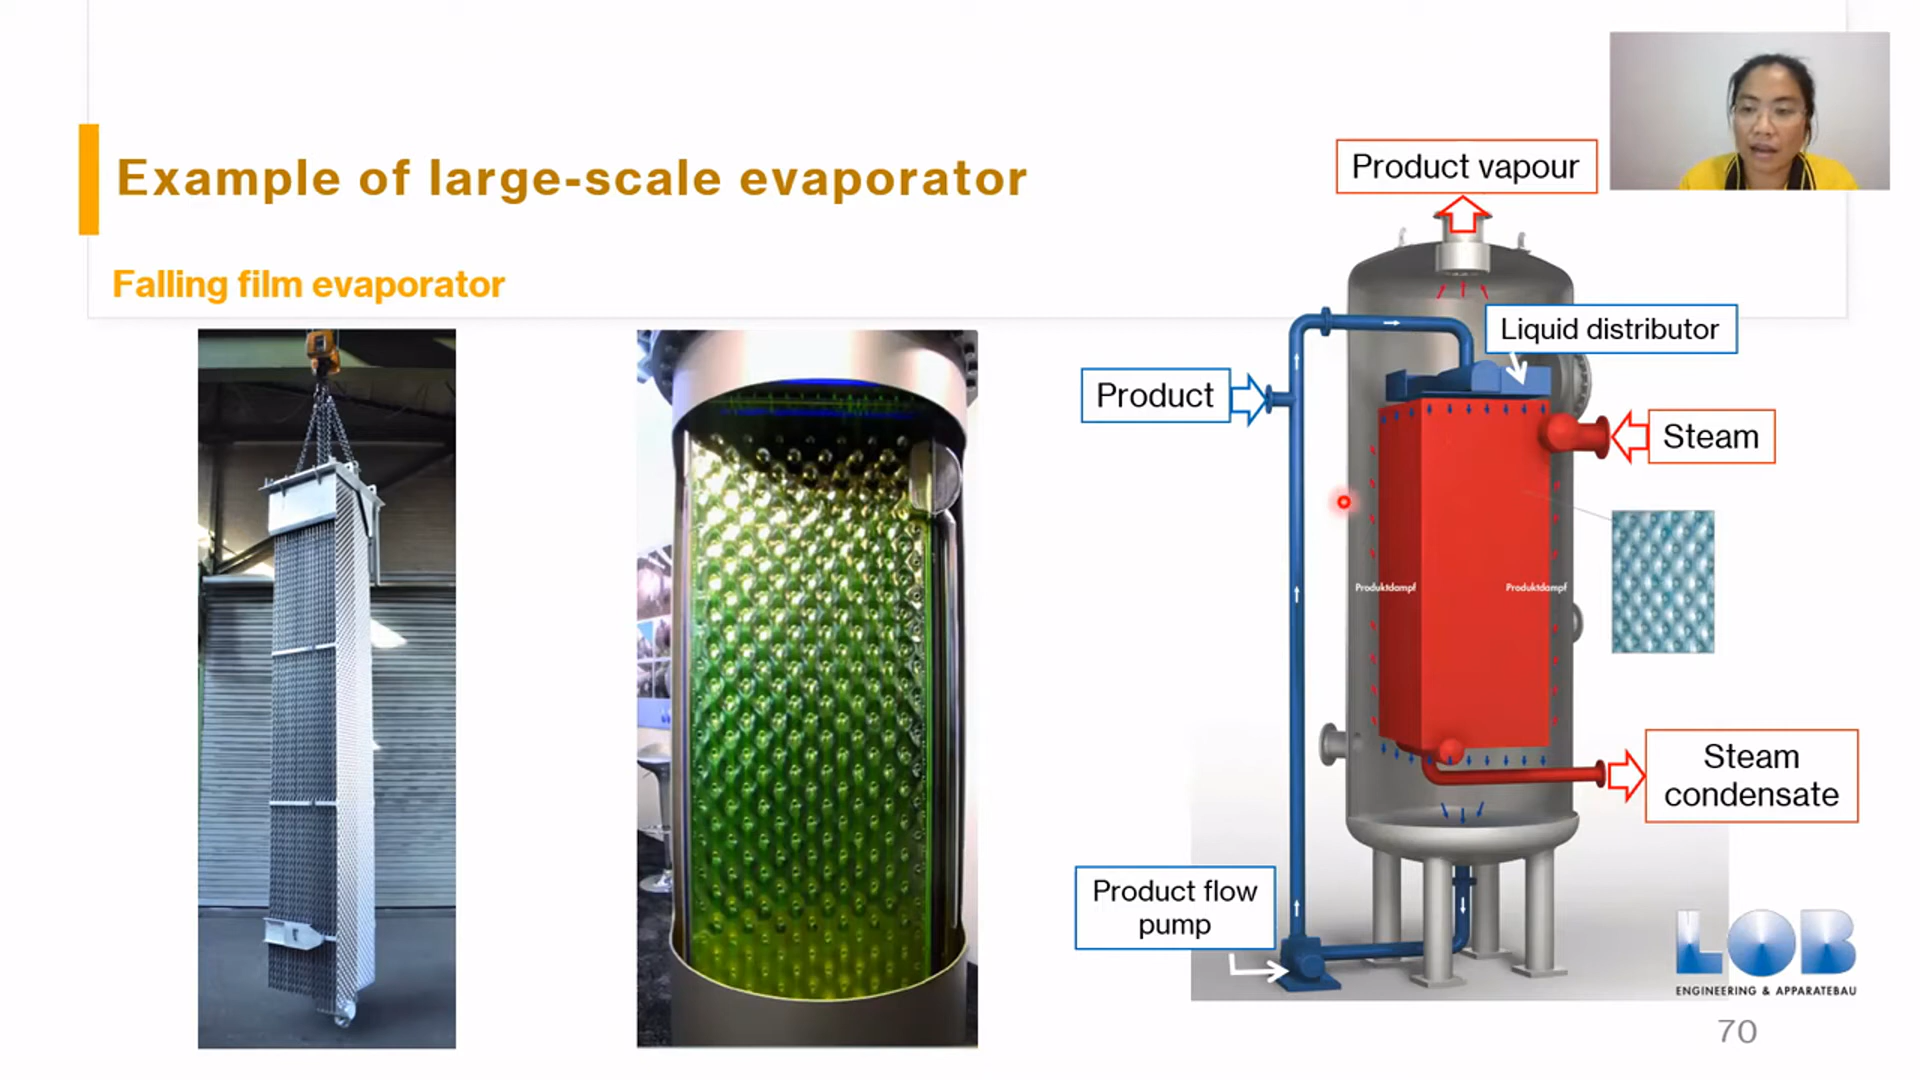 Example of large-scale evaporator
Falling film evaporator
Product vapour
Liquid distributor
Product
Steam
Produktdampf
Produktdampf
Steam
condensate
Product flow
pump
LOB
ENGINEERING & APPARATEBAU
70